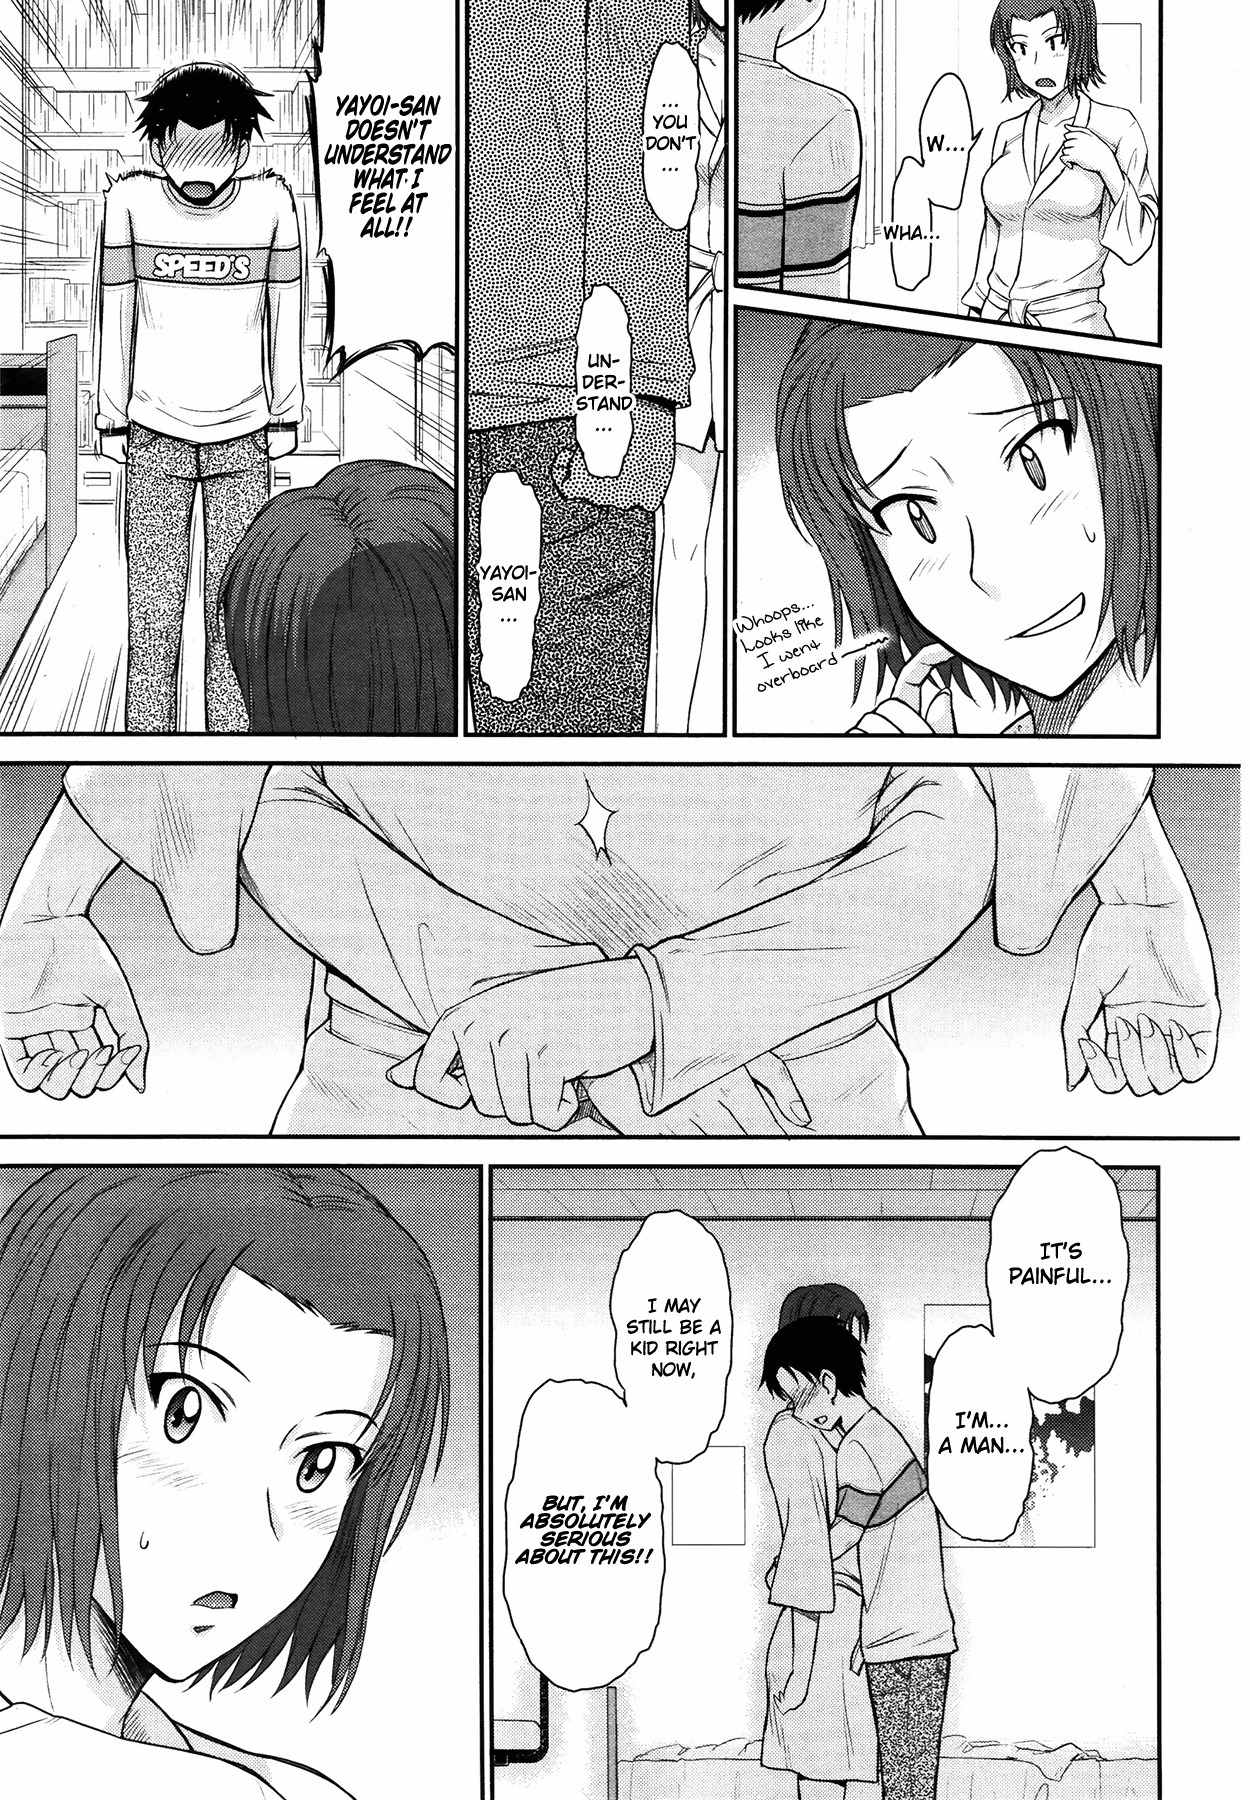 W...
WHA...
Whoops...
Looks like
I went
overboard
...
YOU
DON'T
...
UN-
DER-
STAND
...
YAYOI-
SAN
...
YAYOI-SAN
DOESN'T
UNDERSTAND
WHAT I
FEEL AT
ALL!!
SPEED'S
IT'S
PAINFUL...
I'M...
A MAN...
I MAY
STILL BE A
KID RIGHT
NOW,
BUT, I'M
ABSOLUTELY
SERIOUS
ABOUT THIS!!